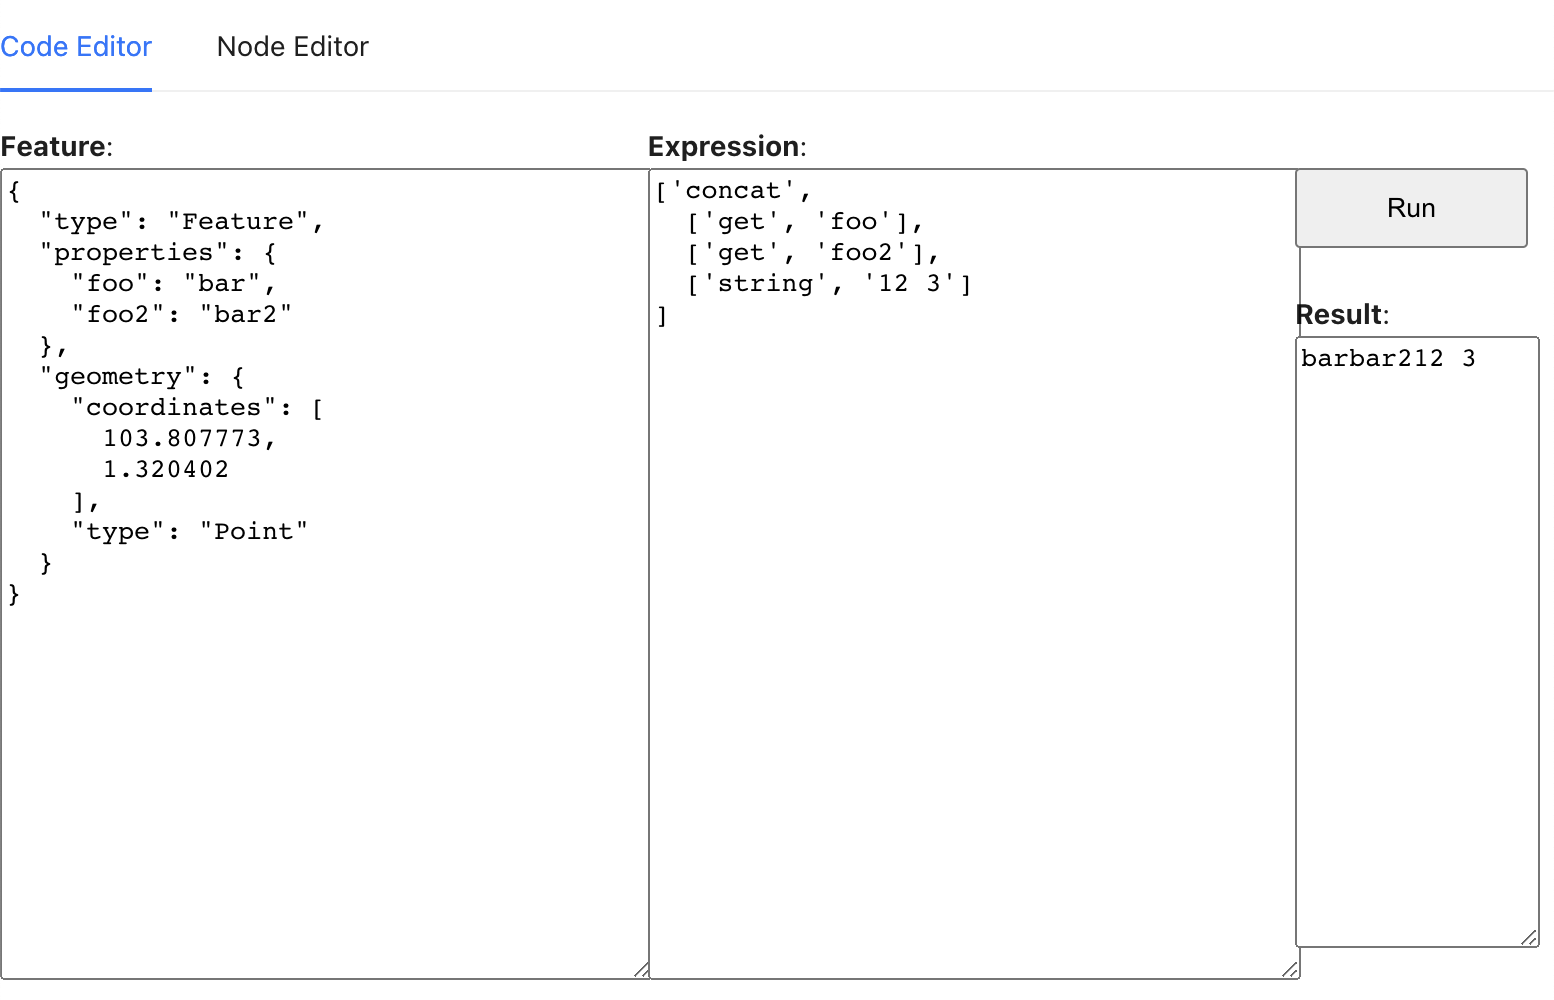 Code Editor Node Editor
Feature:
{
  "type": "Feature",
  "properties": {
    "foo": "bar",
    "foo2": "bar2"
  },
  "geometry": {
    "coordinates": [
      103.807773,
      1.320402
    ],
    "type": "Point"
  }
}
Expression:
['concat',
  ['get', 'foo'],
  ['get', 'foo2'],
  ['string', '12 3']
]
Run
Result:
barbar212 3